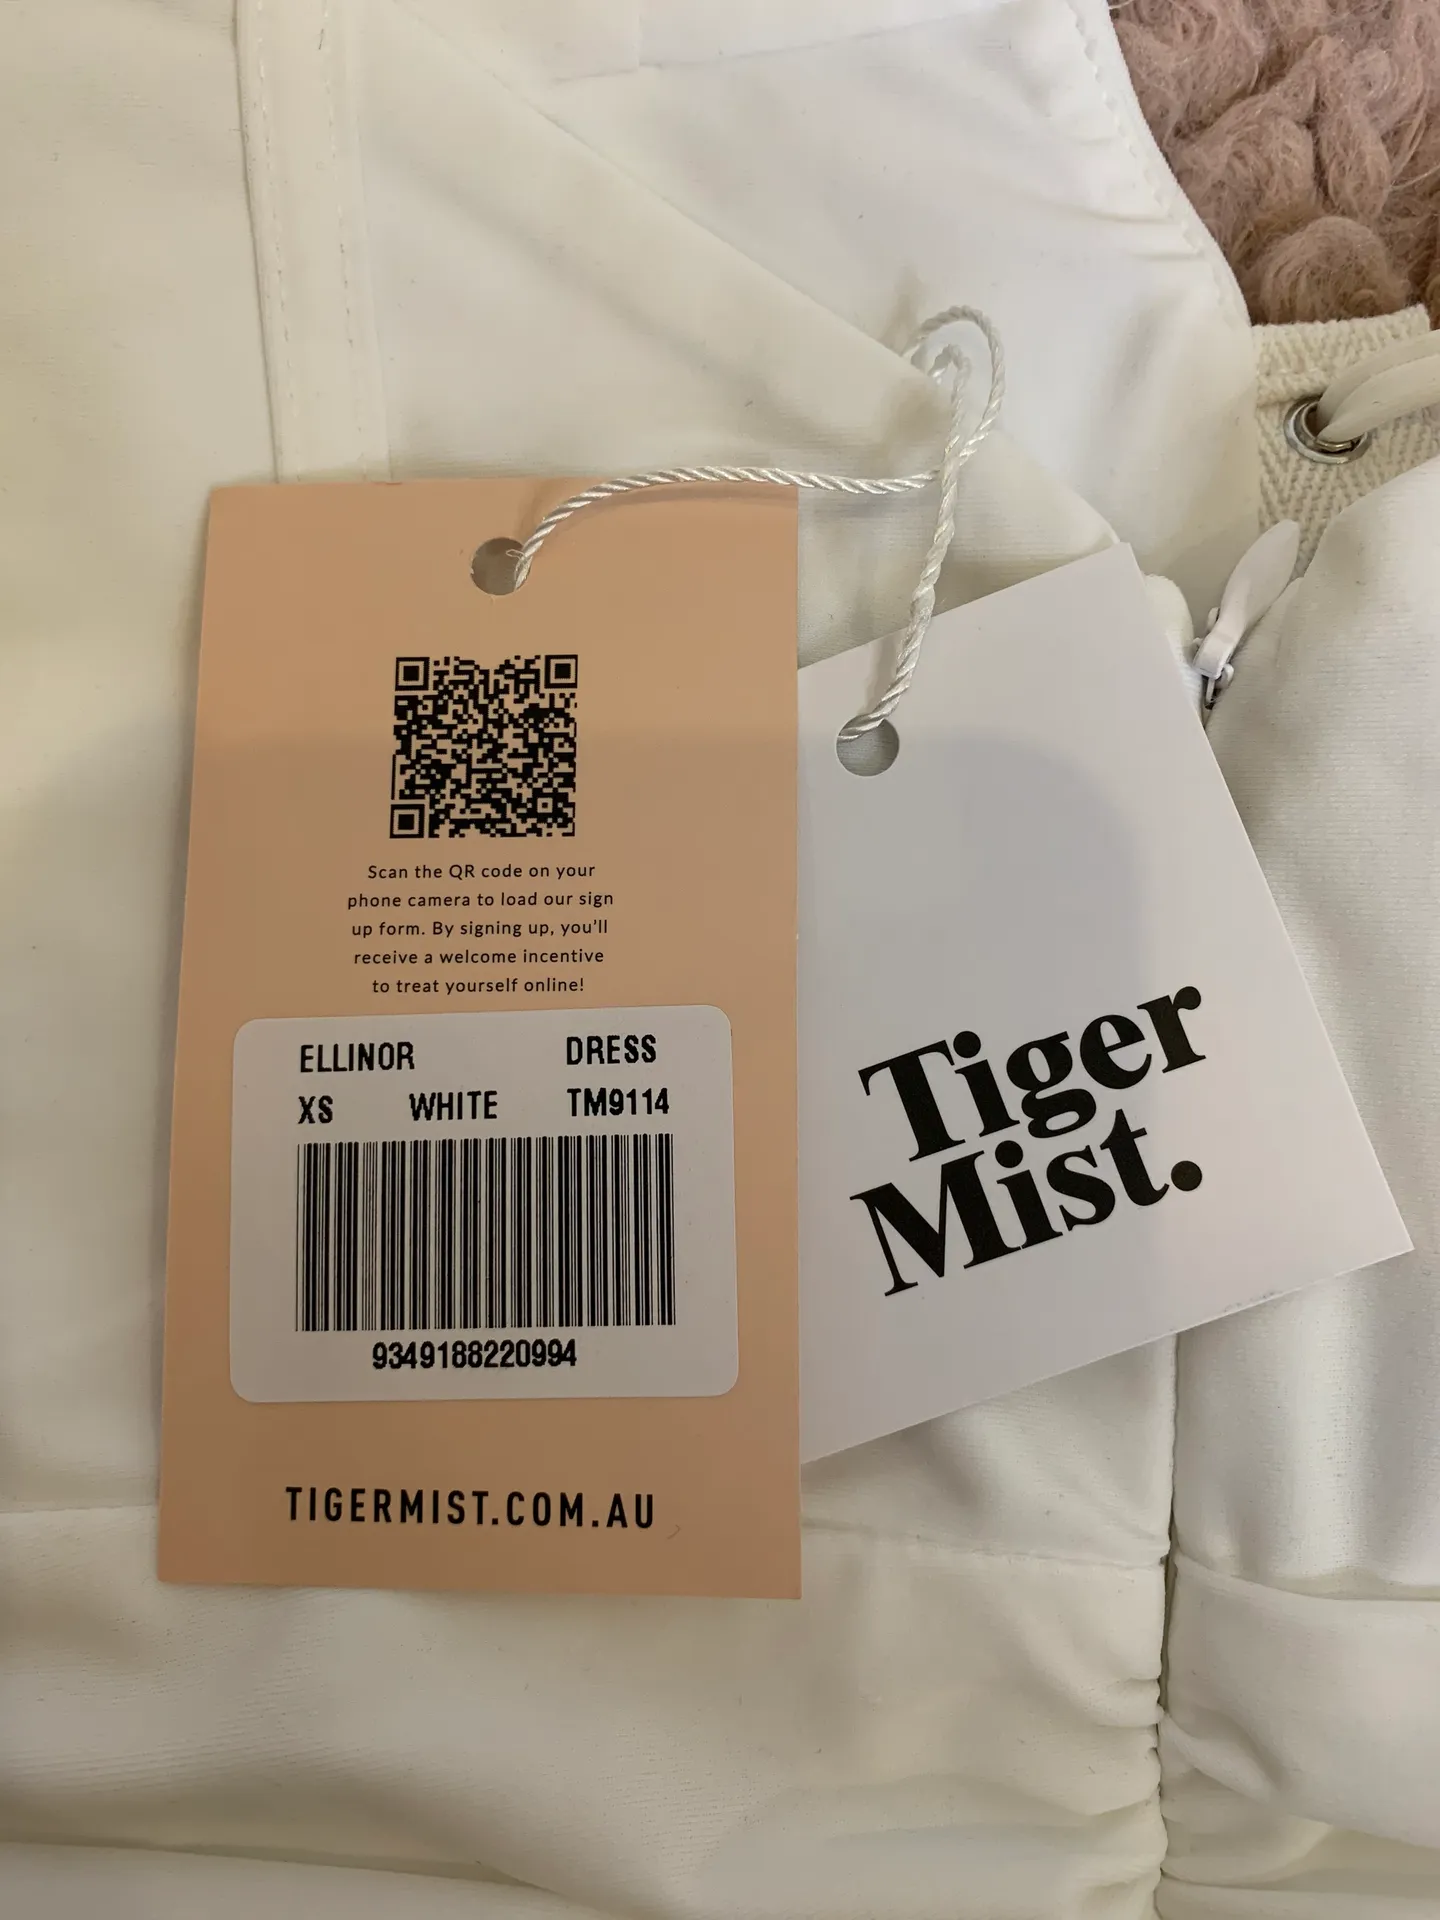 Scan the QR code on your
phone camera to load our sign
up form. By signing up, you'll
receive a welcome incentive
to treat yourself online!
ELLINOR DRESS
XS WHITE TM9114
9349188220994
TIGERMIST.COM.AU
Tiger
Mist.